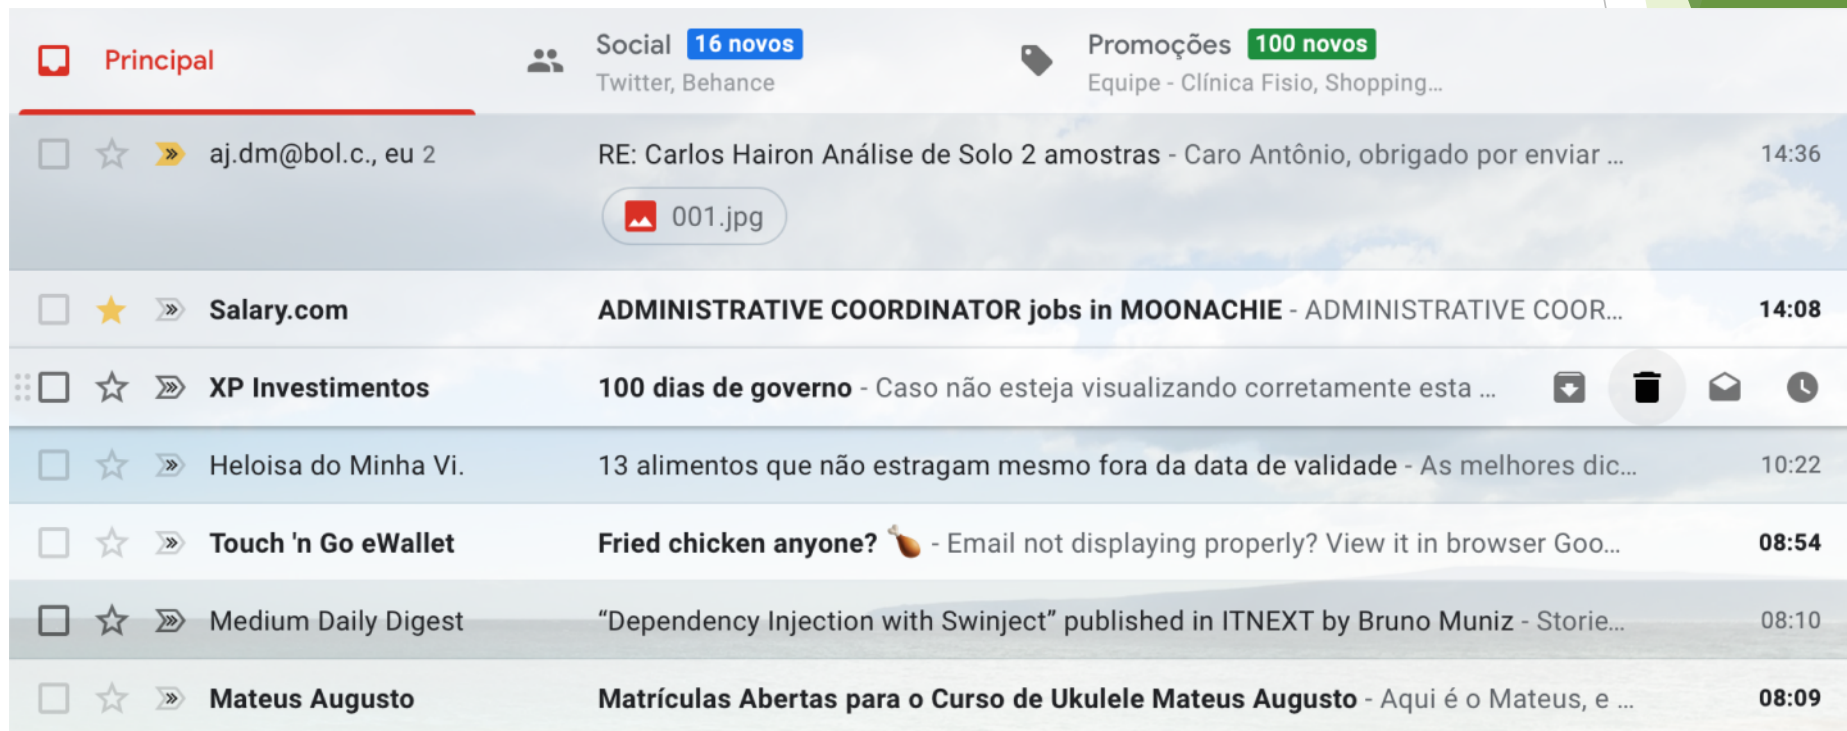 Principal
Social 16 novos
Twitter, Behance
Promoções 100 novos
Equipe - Clínica Fisio, Shopping...
aj.dm@bol.c., eu 2 RE: Carlos Hairon Análise de Solo 2 amostras - Caro Antônio, obrigado por enviar ... 14:36
001.jpg
Salary.com ADMINISTRATIVE COORDINATOR jobs in MOONACHIE - ADMINISTRATIVE COOR... 14:08
XP Investimentos 100 dias de governo - Caso não esteja visualizando corretamente esta ...
Heloisa do Minha Vi. 13 alimentos que não estragam mesmo fora da data de validade - As melhores dic... 10:22
Touch 'n Go eWallet Fried chicken anyone? 🍗 - Email not displaying properly? View it in browser Goo... 08:54
Medium Daily Digest “Dependency Injection with Swinject” published in ITNEXT by Bruno Muniz - Storie... 08:10
Mateus Augusto Matrículas Abertas para o Curso de Ukulele Mateus Augusto - Aqui é o Mateus, e ... 08:09